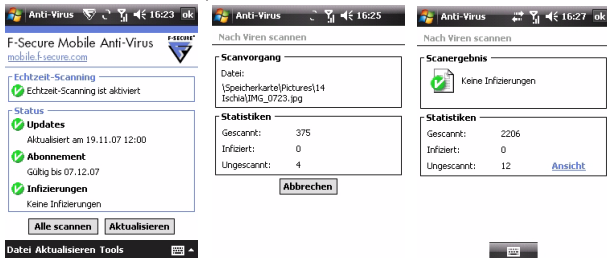 Anti-Virus 16:23 ok
F-Secure Mobile Anti-Virus
mobile.f-secure.com
F-SECURE
Echtzeit-Scanning
Echtzeit-Scanning ist aktiviert
Status
Updates
Aktualisiert am 19.11.07 12:00
Abonnement
Gültig bis 07.12.07
Infizierungen
Keine Infizierungen
Alle scannen Aktualisieren
Datei Aktualisieren Tools
Anti-Virus 16:25
Nach Viren scannen
Scanvorgang
Datei:
\Speicherkarte\Pictures\14
Ischia\IMG_0723.jpg
Statistiken
Gescannt: 375
Infiziert: 0
Ungescannt: 4
Abbrechen
Anti-Virus 16:27 ok
Nach Viren scannen
Scanergebnis
Keine Infizierungen
Statistiken
Gescannt: 2206
Infiziert: 0
Ungescannt: 12 Ansicht